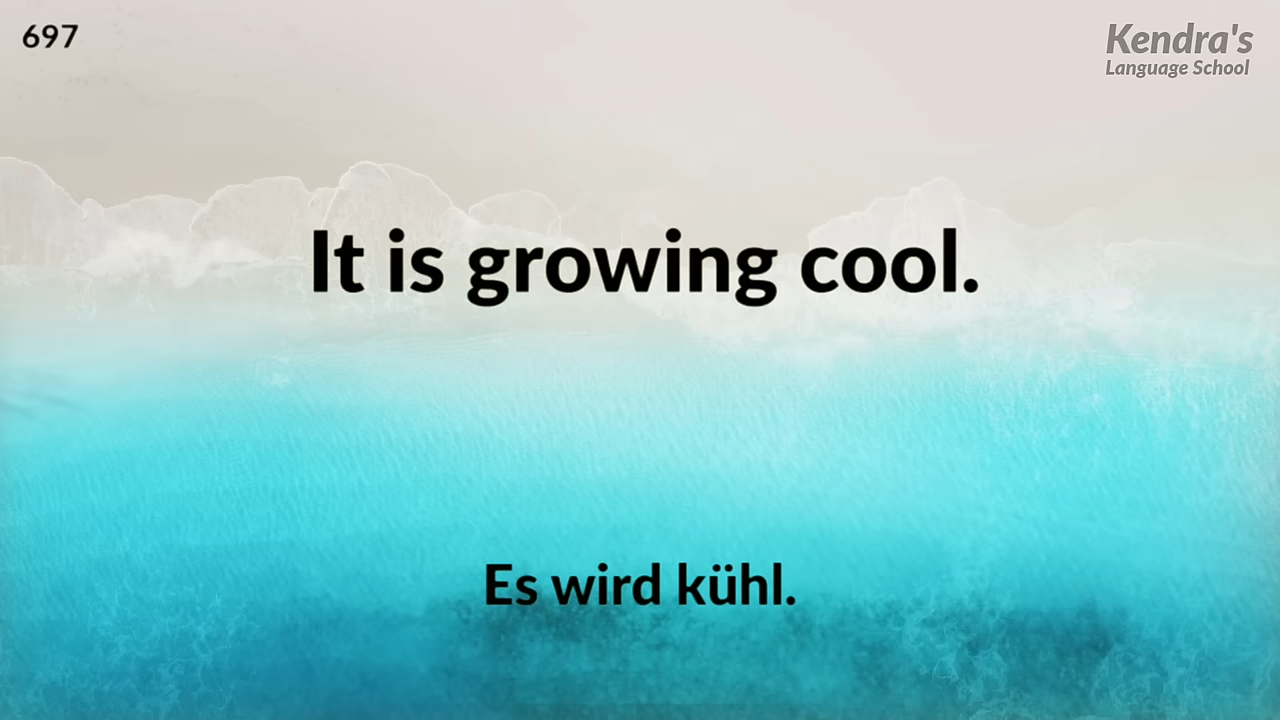 697
Kendra's
Language School
It is growing cool.
Es wird kühl.